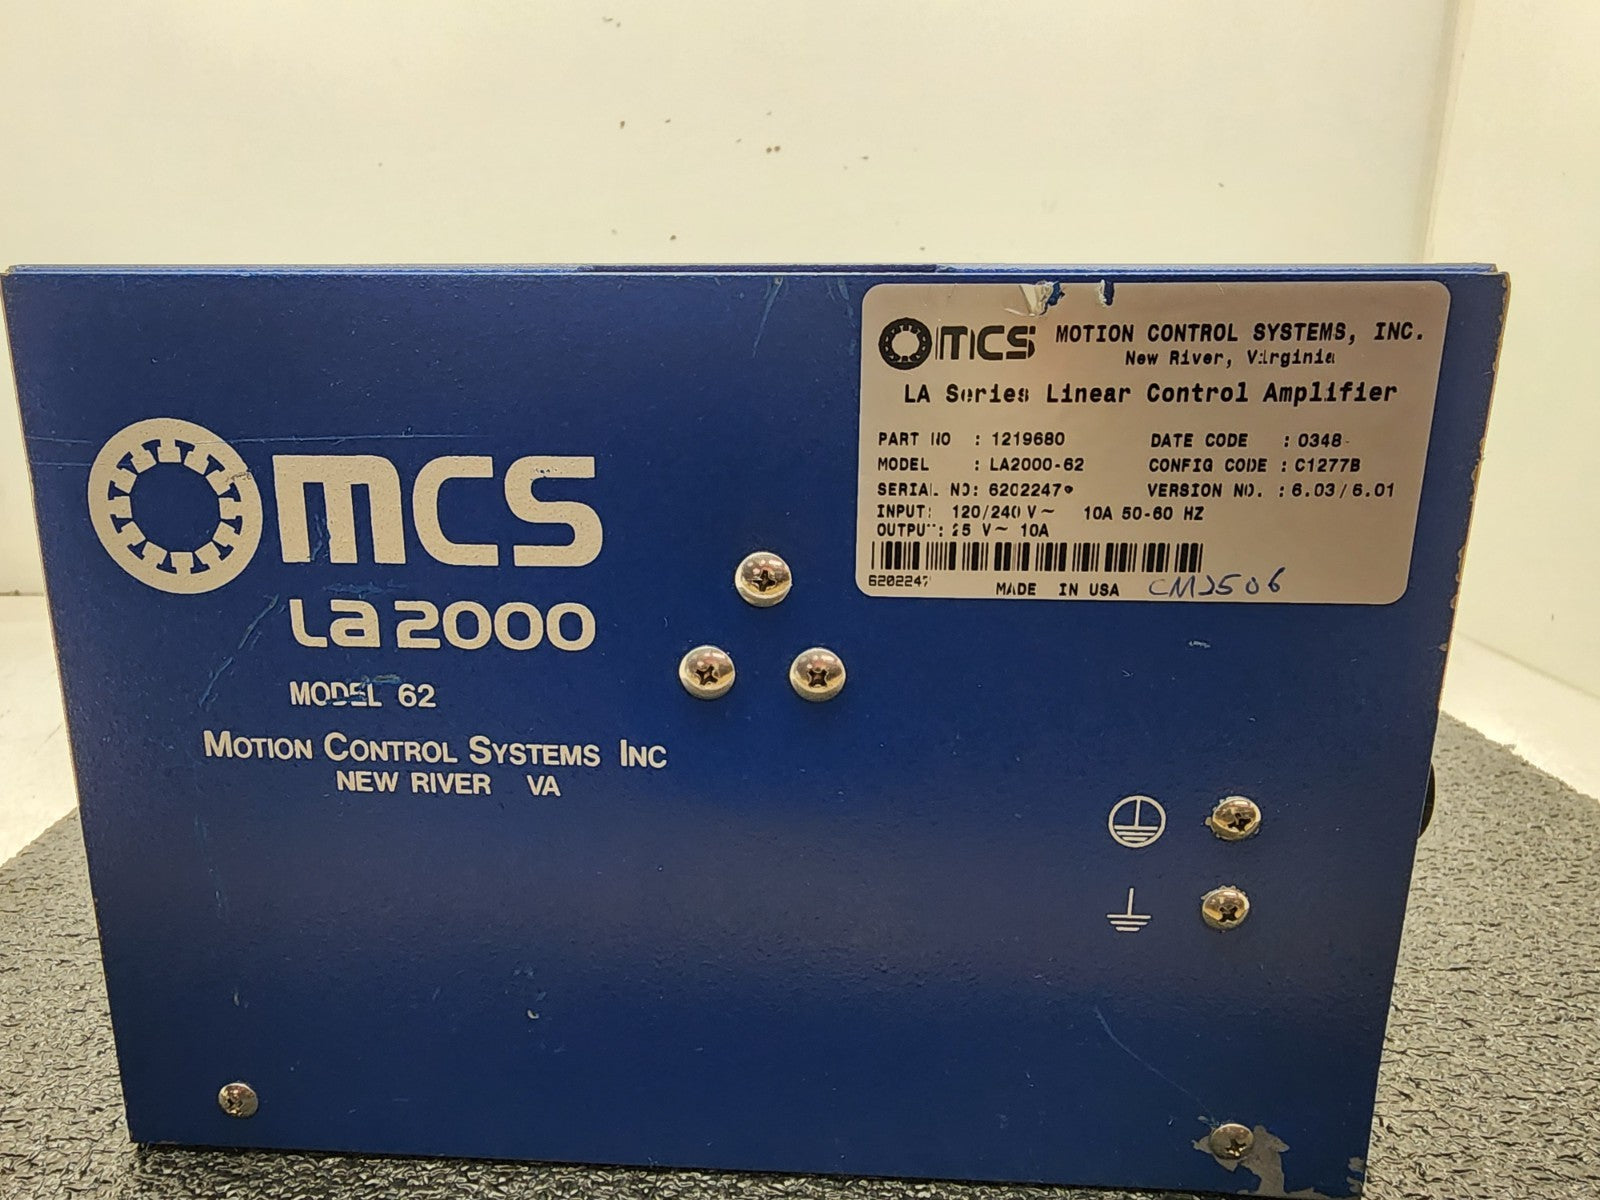 MCS
La 2000
MODEL 62
MOTION CONTROL SYSTEMS INC
NEW RIVER VA
MCS MOTION CONTROL SYSTEMS, INC.
New River, Virginia
LA Series Linear Control Amplifier
PART NO : 1219680 DATE CODE : 0348
MODEL : LA2000-62 CONFIG CODE : C1277B
SERIAL NO: VERSION NO. : 6.03/6.01
INPUT: 120/240 V~ 10A 50-60 HZ
OUTPUT: 25 V~ 10A
MADE IN USA CM2506